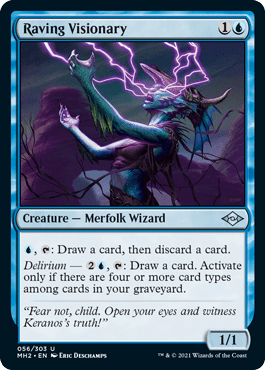 Raving Visionary 1
Creature — Merfolk Wizard
, : Draw a card, then discard a card.
Delirium — 2 , : Draw a card. Activate
only if there are four or more card types
among cards in your graveyard.
“Fear not, child. Open your eyes and witness
Keranos’s truth!”
1/1
056/303 U
MH2 • EN Eric Deschamps
™ & © 2021 Wizards of the Coast